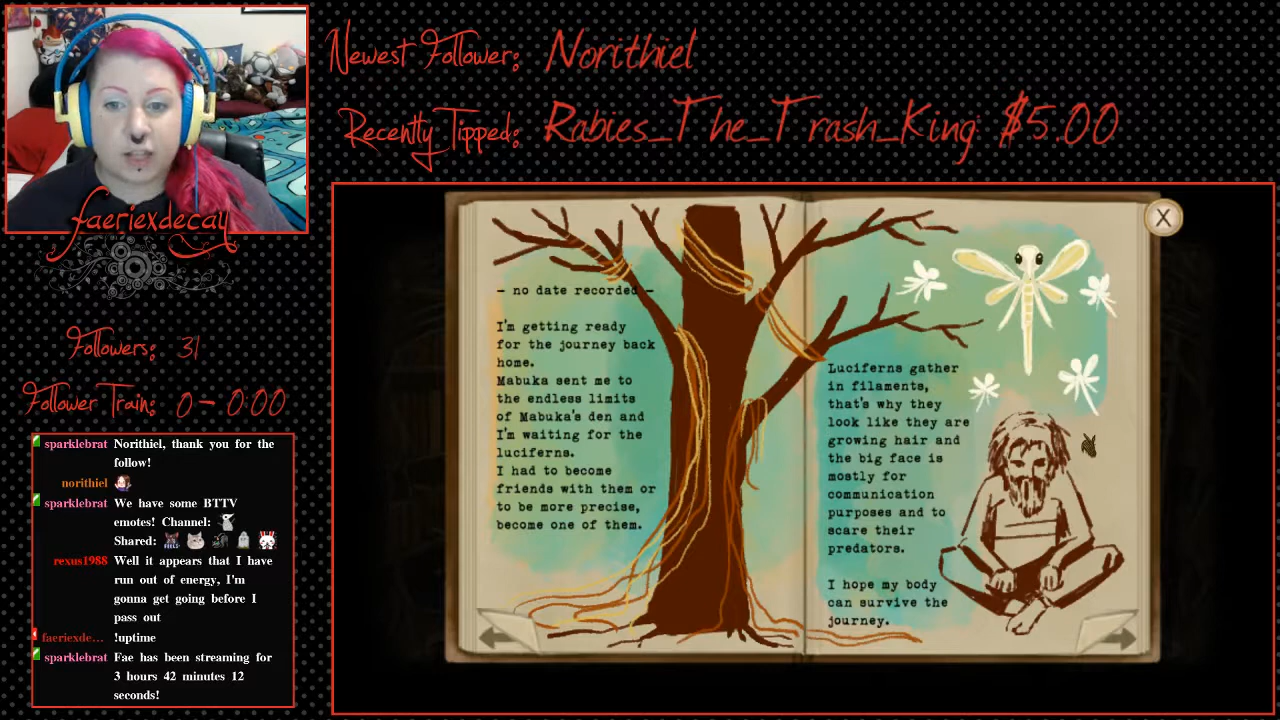 Newest Follower: Norithiel
Recently Tipped: Rabies_The_Trash_King $5.00
faeriexdecay
Followers: 31
Follower Train: 0 - 0:00
sparklebrat Norithiel, thank you for the
follow!
norithiel
sparklebrat We have some BTTV
emotes! Channel:
Shared:
rexus1988 Well it appears that I have
run out of energy, I'm
gonna get going before I
pass out
faeriexde... !uptime
sparklebrat Fae has been streaming for
3 hours 42 minutes 12
seconds!
X
- no date recorded -
I'm getting ready
for the journey back
home.
Mabuka sent me to
the endless limits
of Mabuka's den and
I'm waiting for the
luciferns.
I had to become
friends with them or
to be more precise,
become one of them.
Luciferns gather
in filaments,
that's why they
look like they are
growing hair and
the big face is
mostly for
communication
purposes and to
scare their
predators.
I hope my body
can survive the
journey.